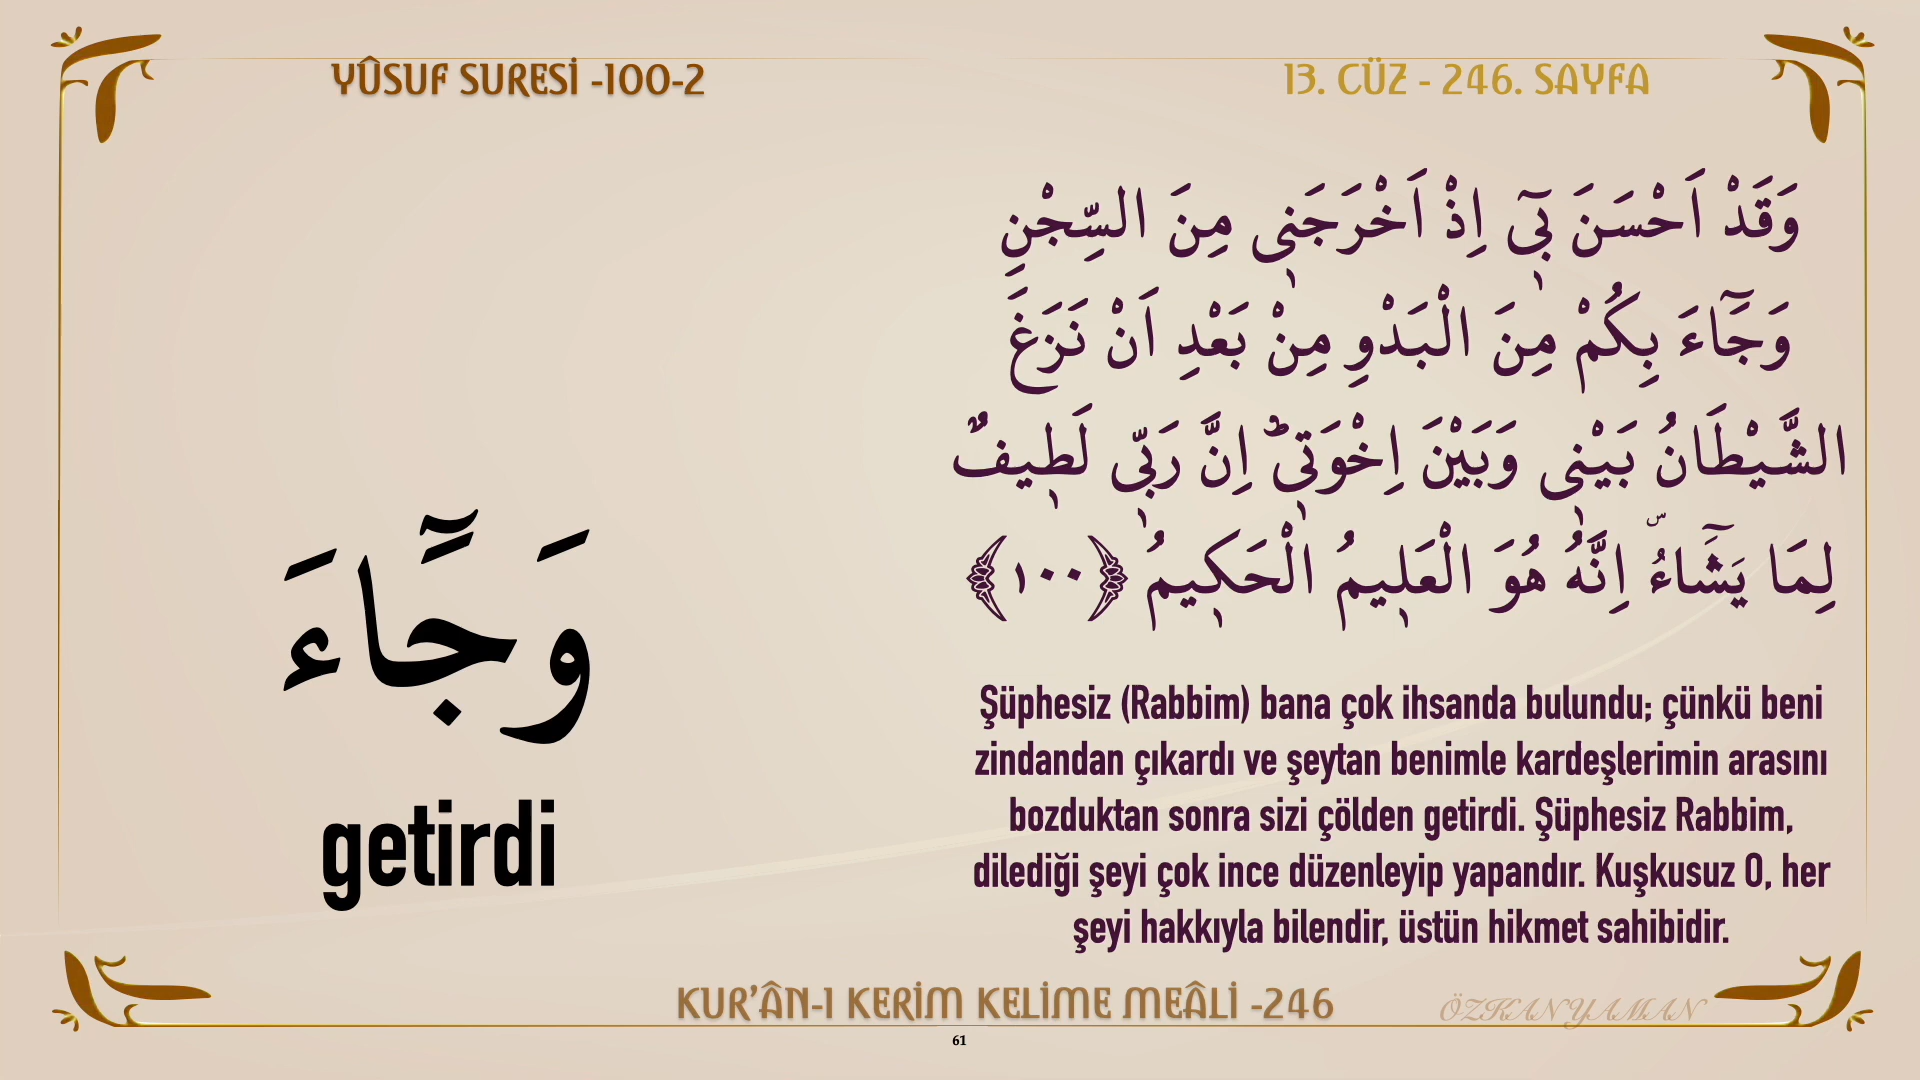 YÛSUF SURESİ -100-2
13. CÜZ - 246. SAYFA
وَقَدْ اَحْسَنَ بٖٓي اِذْ اَخْرَجَنٖي مِنَ السِّجْنِ
وَجَٓاءَ بِكُمْ مِنَ الْبَدْوِ مِنْ بَعْدِ اَنْ نَزَغَ
الشَّيْطَانُ بَيْنٖي وَبَيْنَ اِخْوَتٖيؕ اِنَّ رَبّٖي لَطٖيفٌ
لِمَا يَشَٓاءُؕ اِنَّهُ هُوَ الْعَلٖيمُ الْحَكٖيمُ ﴿١٠٠﴾
وَجَٓاءَ
getirdi
Şüphesiz (Rabbim) bana çok ihsanda bulundu; çünkü beni
zindandan çıkardı ve şeytan benimle kardeşlerimin arasını
bozduktan sonra sizi çölden getirdi. Şüphesiz Rabbim,
dilediği şeyi çok ince düzenleyip yapandır. Kuşkusuz O, her
şeyi hakkıyla bilendir, üstün hikmet sahibidir.
KUR'ÂN-I KERİM KELİME MEÂLİ -246
ÖZKAN YAMAN
61